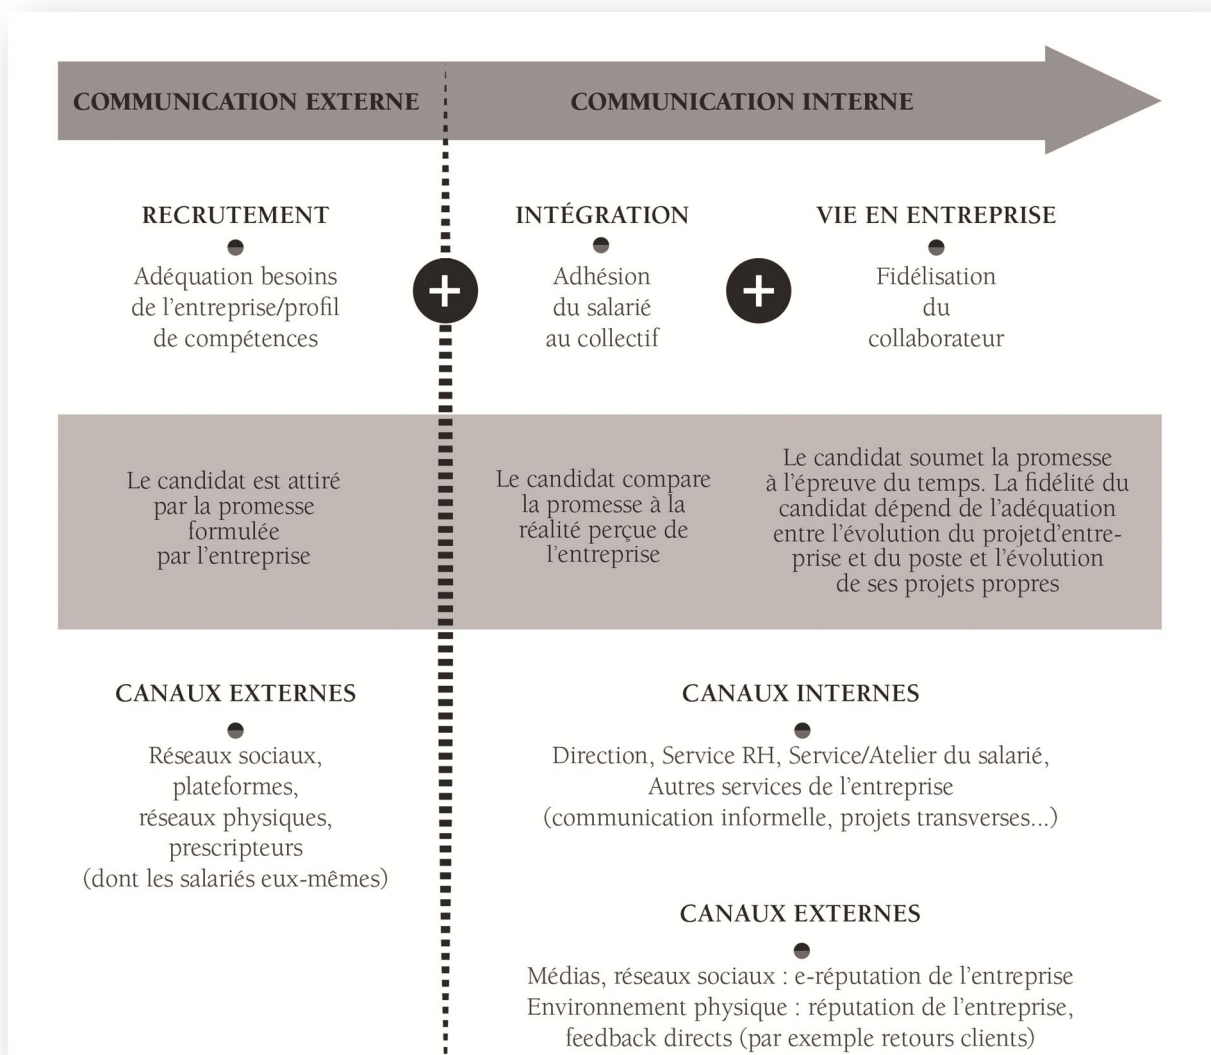 COMMUNICATION EXTERNE
COMMUNICATION INTERNE
RECRUTEMENT
Adéquation besoins
de l'entreprise/profil
de compétences
+
INTÉGRATION
Adhésion
du salarié
au collectif
+
VIE EN ENTREPRISE
Fidélisation
du
collaborateur
Le candidat est attiré
par la promesse
formulée
par l'entreprise
Le candidat compare
la promesse à la
réalité perçue de
l'entreprise
Le candidat soumet la promesse
à l'épreuve du temps. La fidélité du
candidat dépend de l'adéquation
entre l'évolution du projetd'entre-
prise et du poste et l'évolution
de ses projets propres
CANAUX EXTERNES
Réseaux sociaux,
plateformes,
réseaux physiques,
prescripteurs
(dont les salariés eux-mêmes)
CANAUX INTERNES
Direction, Service RH, Service/Atelier du salarié,
Autres services de l'entreprise
(communication informelle, projets transverses...)
CANAUX EXTERNES
Médias, réseaux sociaux : e-réputation de l'entreprise
Environnement physique : réputation de l'entreprise,
feedback directs (par exemple retours clients)